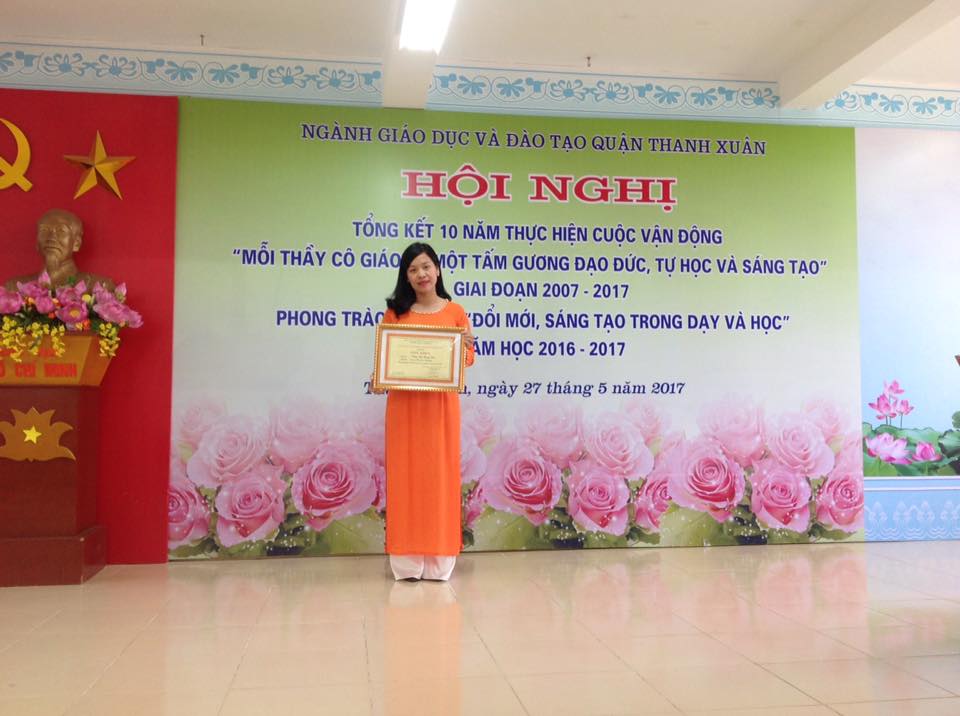 NGÀNH GIÁO DỤC VÀ ĐÀO TẠO QUẬN THANH XUÂN
HỘI NGHỊ
TỔNG KẾT 10 NĂM THỰC HIỆN CUỘC VẬN ĐỘNG
"MỖI THẦY CÔ GIÁO MỘT TẤM GƯƠNG ĐẠO ĐỨC, TỰ HỌC VÀ SÁNG TẠO"
GIAI ĐOẠN 2007 - 2017
PHONG TRÀO "ĐỔI MỚI, SÁNG TẠO TRONG DẠY VÀ HỌC"
HỌC 2016 - 2017
ngày 27 tháng 5 năm 2017
CHÍ MINH